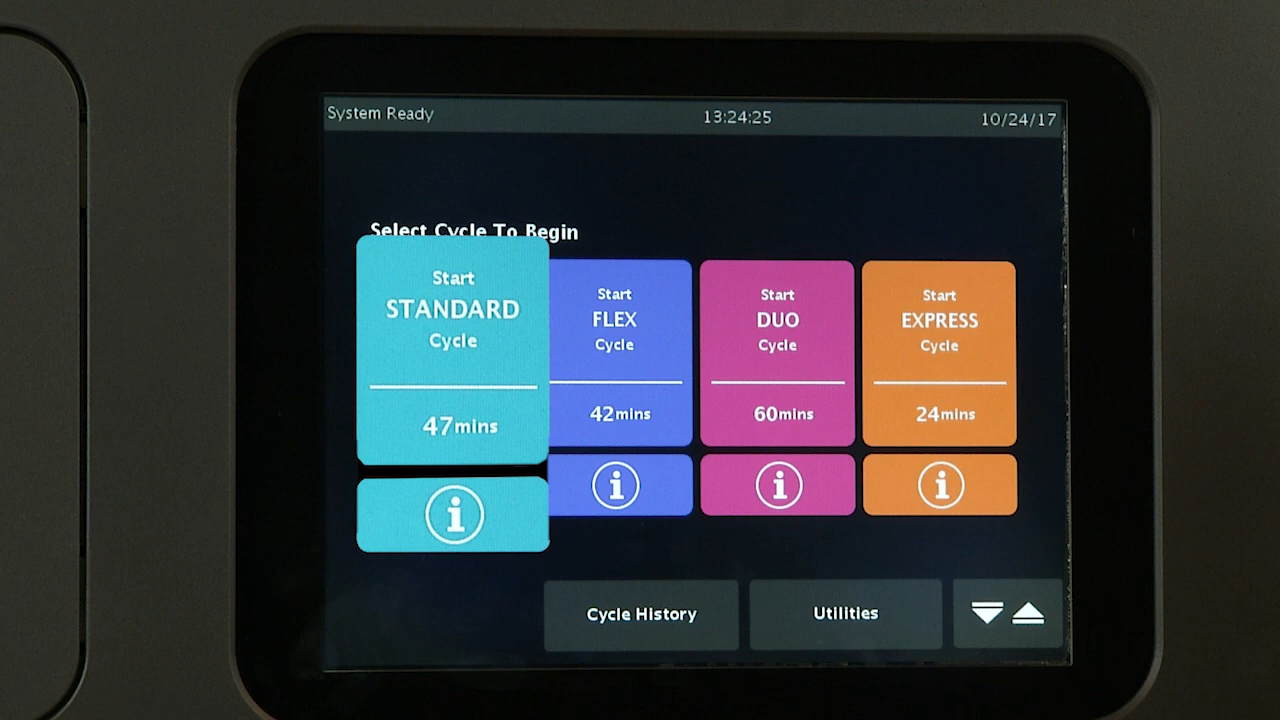 System Ready 13:24:25 10/24/17
Select Cycle To Begin
Start
STANDARD
Cycle
47mins
Start
FLEX
Cycle
42mins
Start
DUO
Cycle
60mins
Start
EXPRESS
Cycle
24mins
i
i
i
i
Cycle History
Utilities